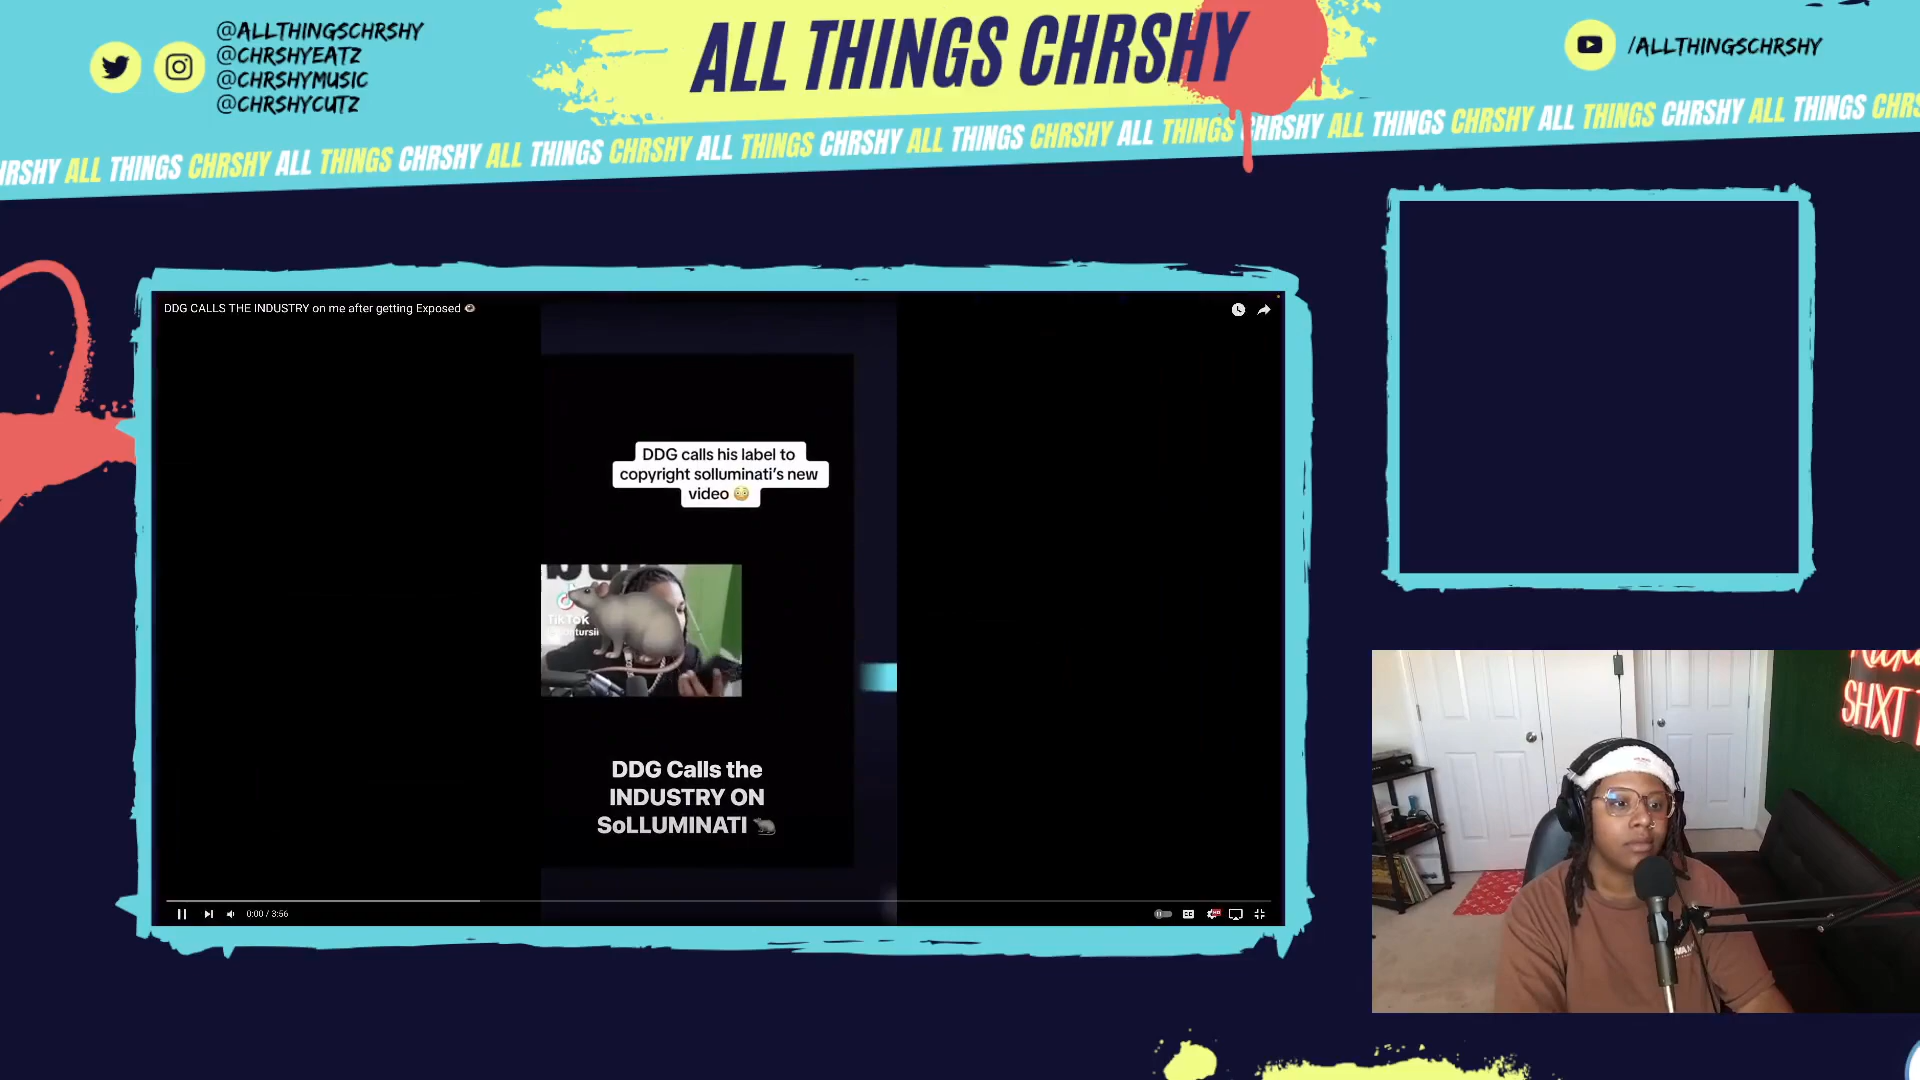 @ALLTHINGSCHRSHY
@CHRSHYEATZ
@CHRSHYMUSIC
@CHRSHYCUTZ
ALL THINGS CHRSHY
/ALLTHINGSCHRSHY
HRSHY ALL THINGS CHRSHY ALL THINGS CHRSHY ALL THINGS CHRSHY ALL THINGS CHRSHY ALL THINGS CHRSHY ALL THINGS CHRSHY ALL THINGS CHRSHY ALL THINGS CHRS
DDG CALLS THE INDUSTRY on me after getting Exposed
DDG calls his label to
copyright solluminati's new
video 😳
TikTok
DDG Calls the
INDUSTRY ON
SoLLUMINATI 🐀
0:00 / 3:56
CC
HD
SHXT